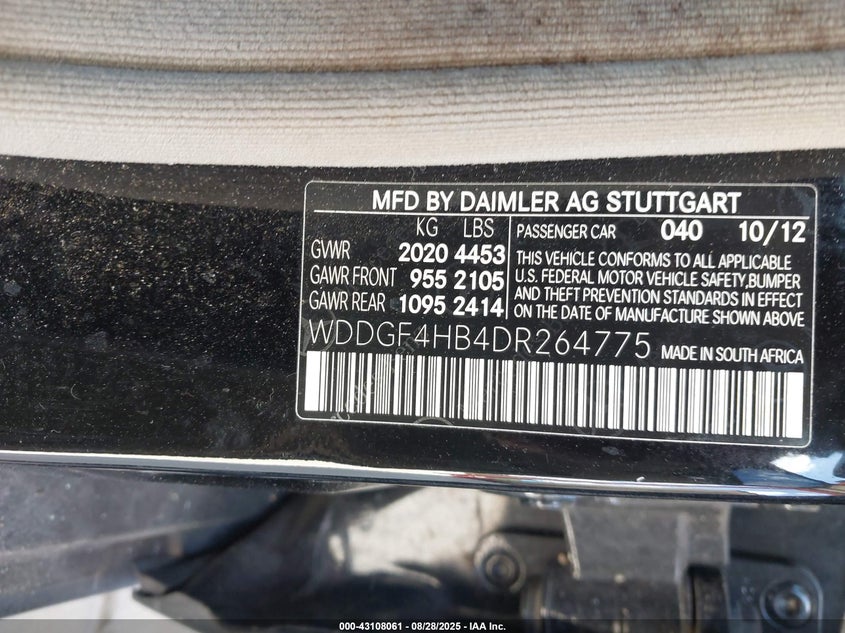 MFD BY DAIMLER AG STUTTGART
KG LBS
GVWR 2020 4453
GAWR FRONT 955 2105
GAWR REAR 1095 2414
PASSENGER CAR 040 10/12
THIS VEHICLE CONFORMS TO ALL APPLICABLE
U.S. FEDERAL MOTOR VEHICLE SAFETY,BUMPER
AND THEFT PREVENTION STANDARDS IN EFFECT
ON THE DATE OF MANUFACTURE SHOWN ABOVE.
WDDGF4HB4DR264775 MADE IN SOUTH AFRICA
000-43108061 - 08/28/2025 - IAA Inc.